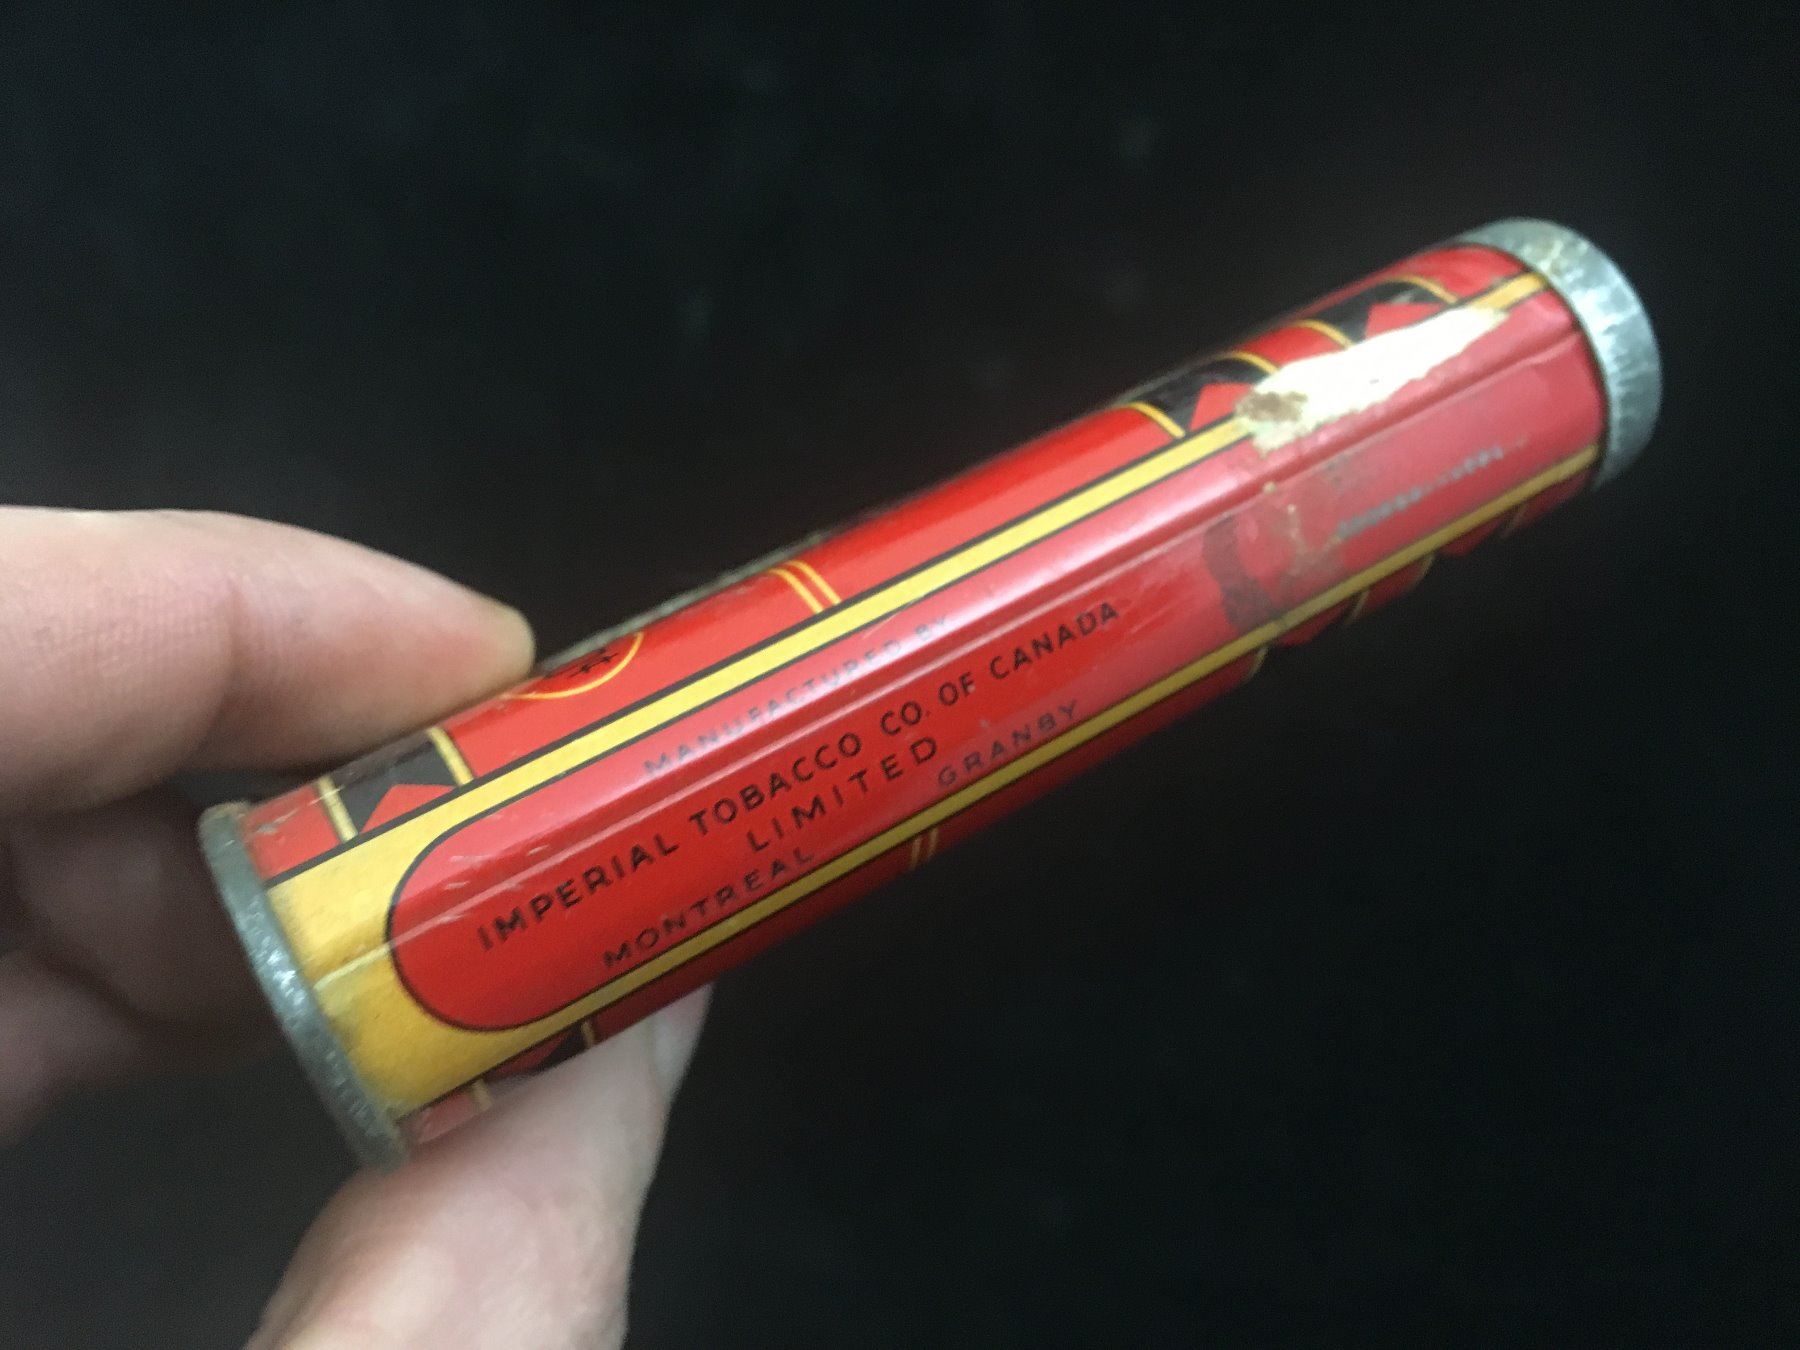 MANUFACTURED BY
IMPERIAL TOBACCO CO. OF CANADA
LIMITED
MONTREAL GRANBY